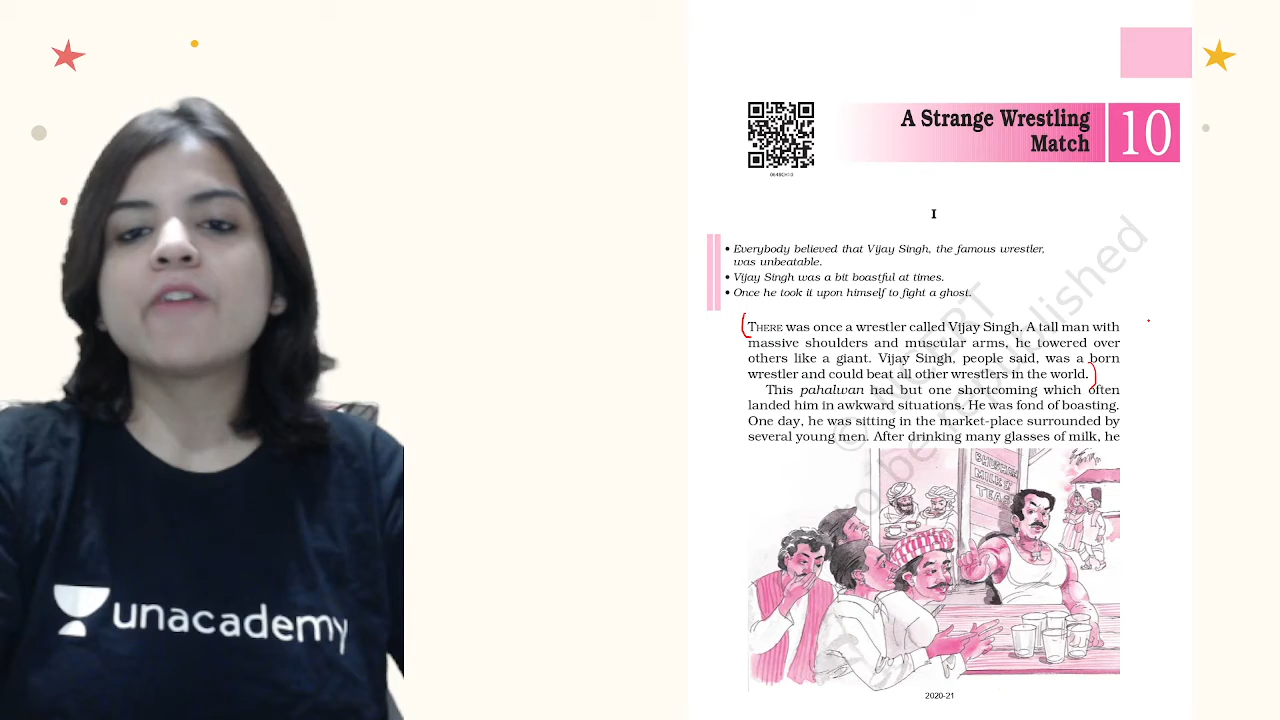 A Strange Wrestling
Match
10
I
• Everybody believed that Vijay Singh, the famous wrestler,
was unbeatable.
• Vijay Singh was a bit boastful at times.
• Once he took it upon himself to fight a ghost.
THERE was once a wrestler called Vijay Singh. A tall man with
massive shoulders and muscular arms, he towered over
others like a giant. Vijay Singh, people said, was a born
wrestler and could beat all other wrestlers in the world.
This pahalwan had but one shortcoming which often
landed him in awkward situations. He was fond of boasting.
One day, he was sitting in the market-place surrounded by
several young men. After drinking many glasses of milk, he
MILK &
TEA
2020-21
unacademy